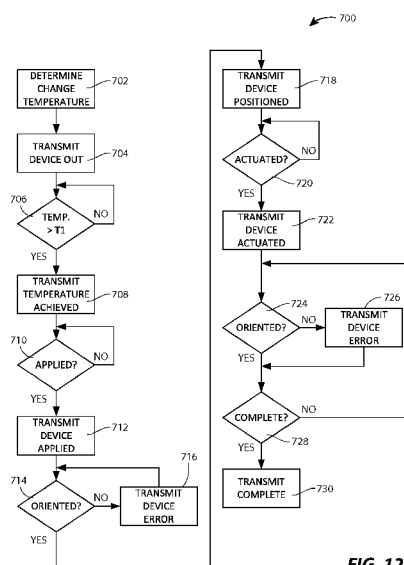 700
DETERMINE
CHANGE
TEMPERATURE
702
TRANSMIT
DEVICE OUT
704
706
TEMP.
> T1
NO
YES
TRANSMIT
TEMPERATURE
ACHIEVED
708
710
APPLIED?
NO
YES
TRANSMIT
DEVICE
APPLIED
712
714
ORIENTED?
NO
716
TRANSMIT
DEVICE
ERROR
YES
TRANSMIT
DEVICE
POSITIONED
718
ACTUATED?
NO
720
YES
TRANSMIT
DEVICE
ACTUATED
722
724
ORIENTED?
NO
726
TRANSMIT
DEVICE
ERROR
YES
COMPLETE?
NO
728
YES
TRANSMIT
COMPLETE
730
FIG. 12